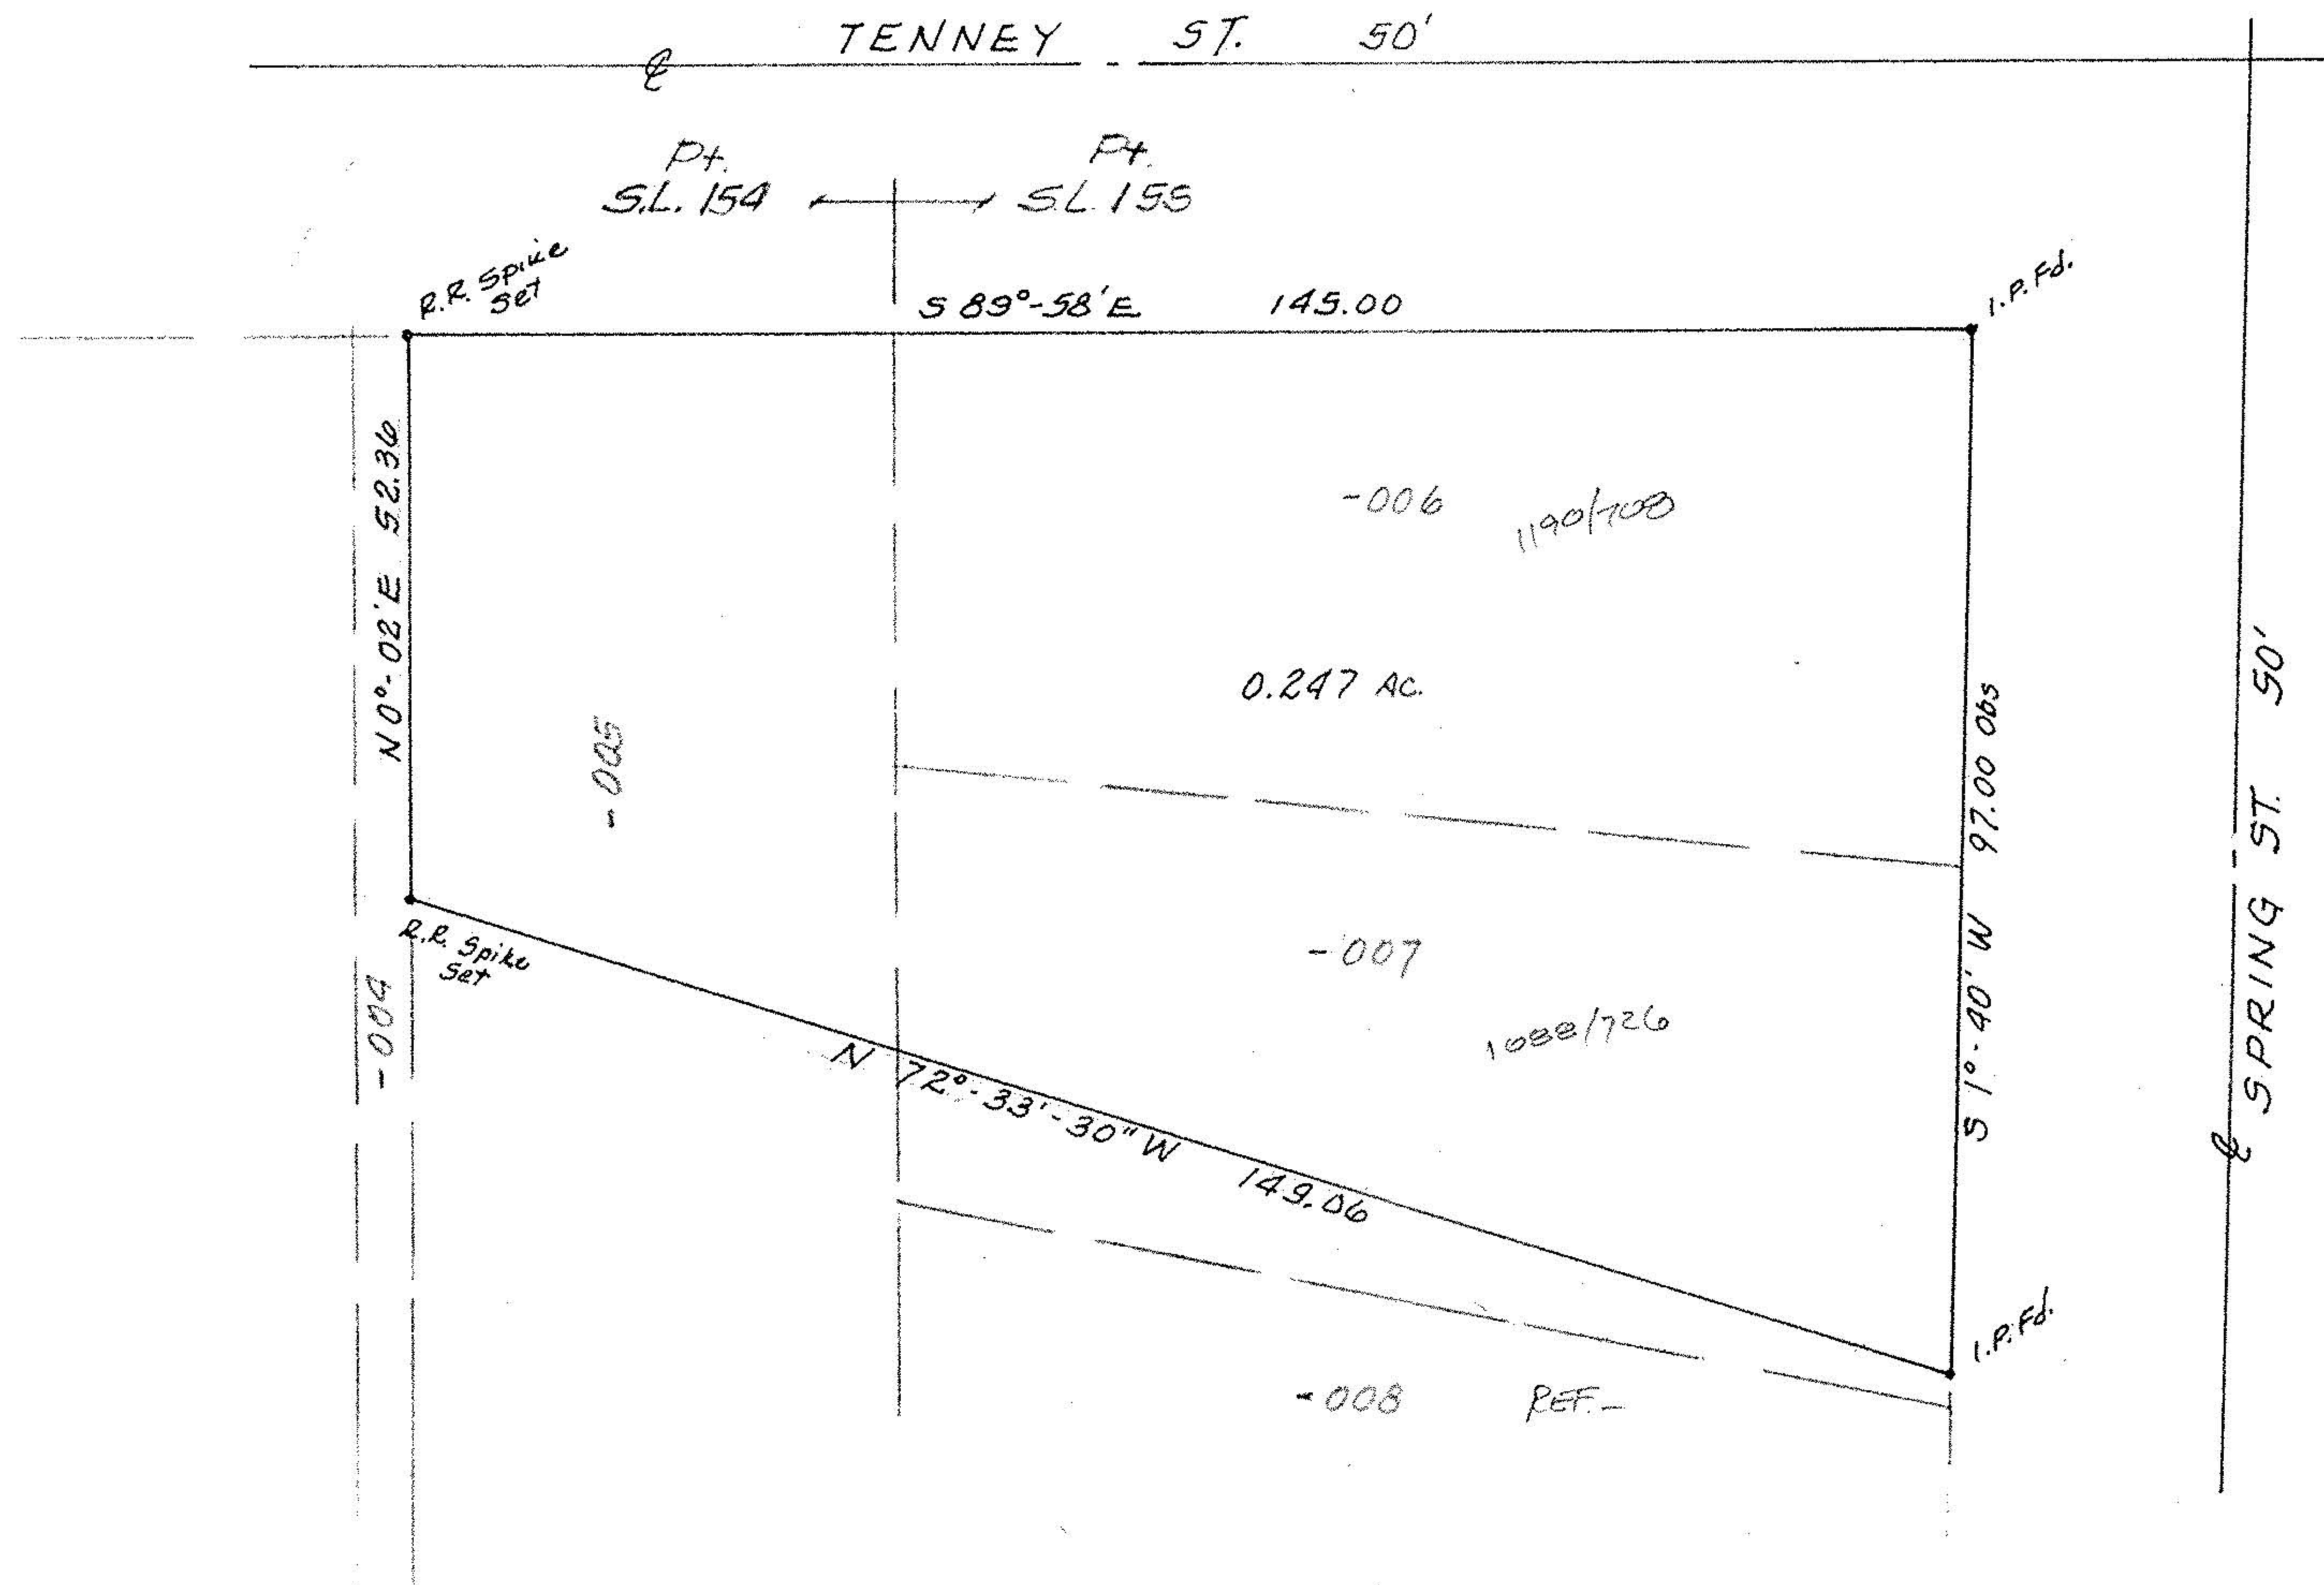 TENNEY ST. 50'
℄
Pt. Pt.
S.L. 154 S.L. 155
R.R. Spike
Set
S 89°-58' E 145.00
I.P. Fd.
N 0°-02' E 52.36
-006
1190/708
0.247 AC.
-005
S 1°-40' W 97.00 Obs
SPRING ST. 50'
℄
R.R. Spike
Set
-004
-007
1088/726
N 72°-33'-30" W 149.06
I.P. Fd.
-008 REF.-